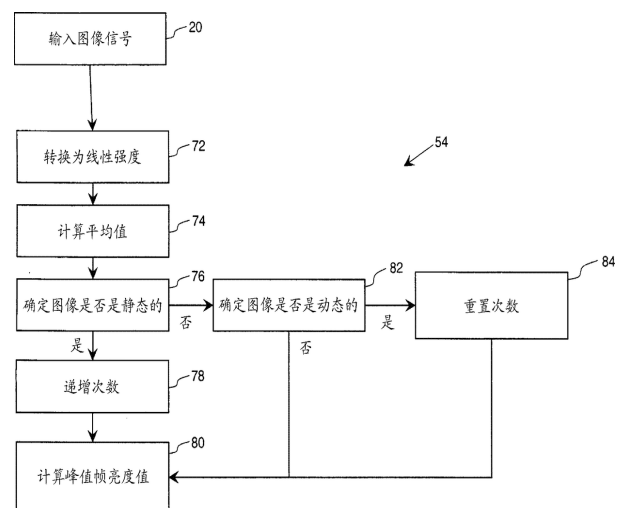 输入图像信号
20
54
转换为线性强度
72
计算平均值
74
确定图像是否是静态的
76
否
确定图像是否是动态的
82
是
重置次数
84
是
否
递增次数
78
计算峰值帧亮度值
80